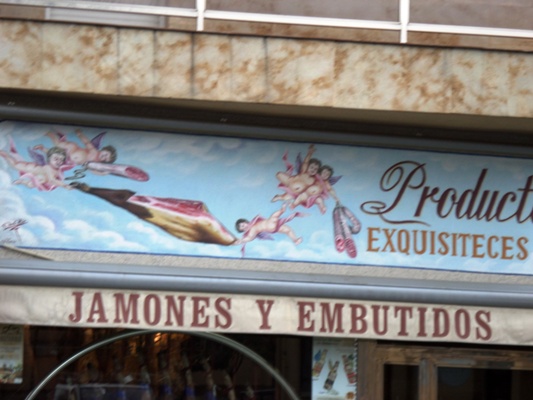 Product
EXQUISITECES
JAMONES Y EMBUTIDOS